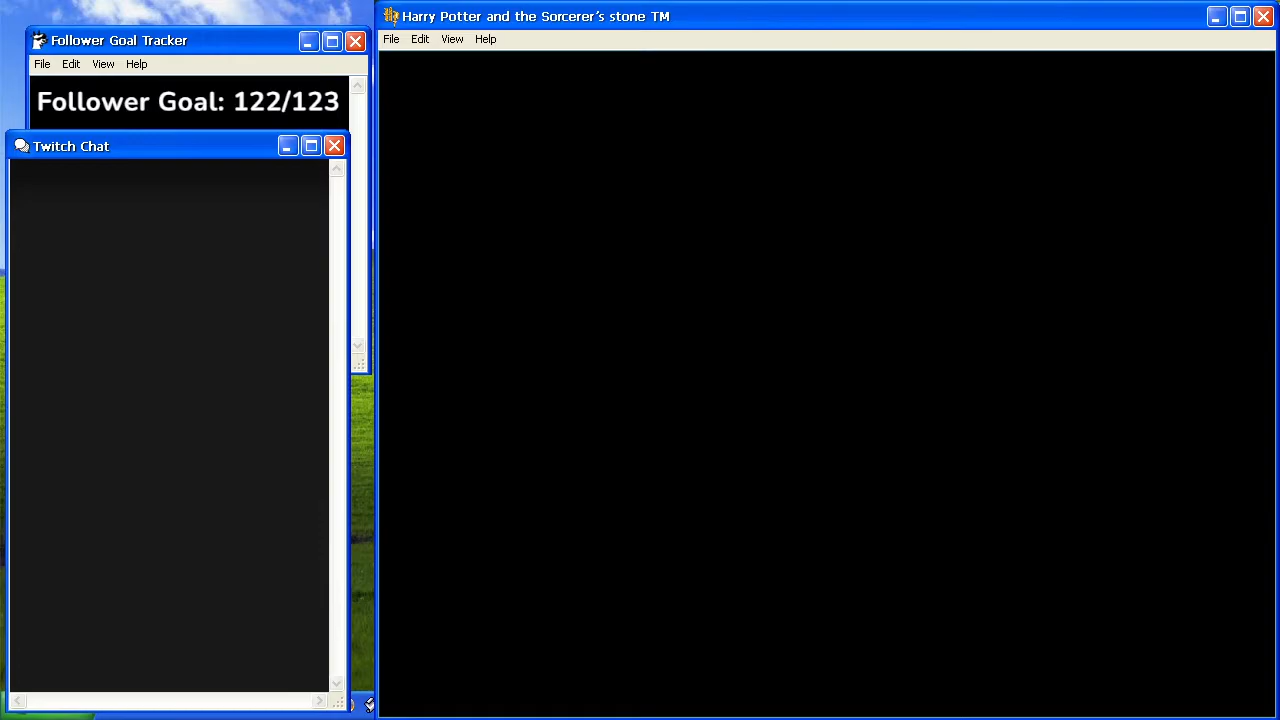 Follower Goal Tracker
File Edit View Help
Follower Goal: 122/123
Twitch Chat
Harry Potter and the Sorcerer's stone TM
File Edit View Help